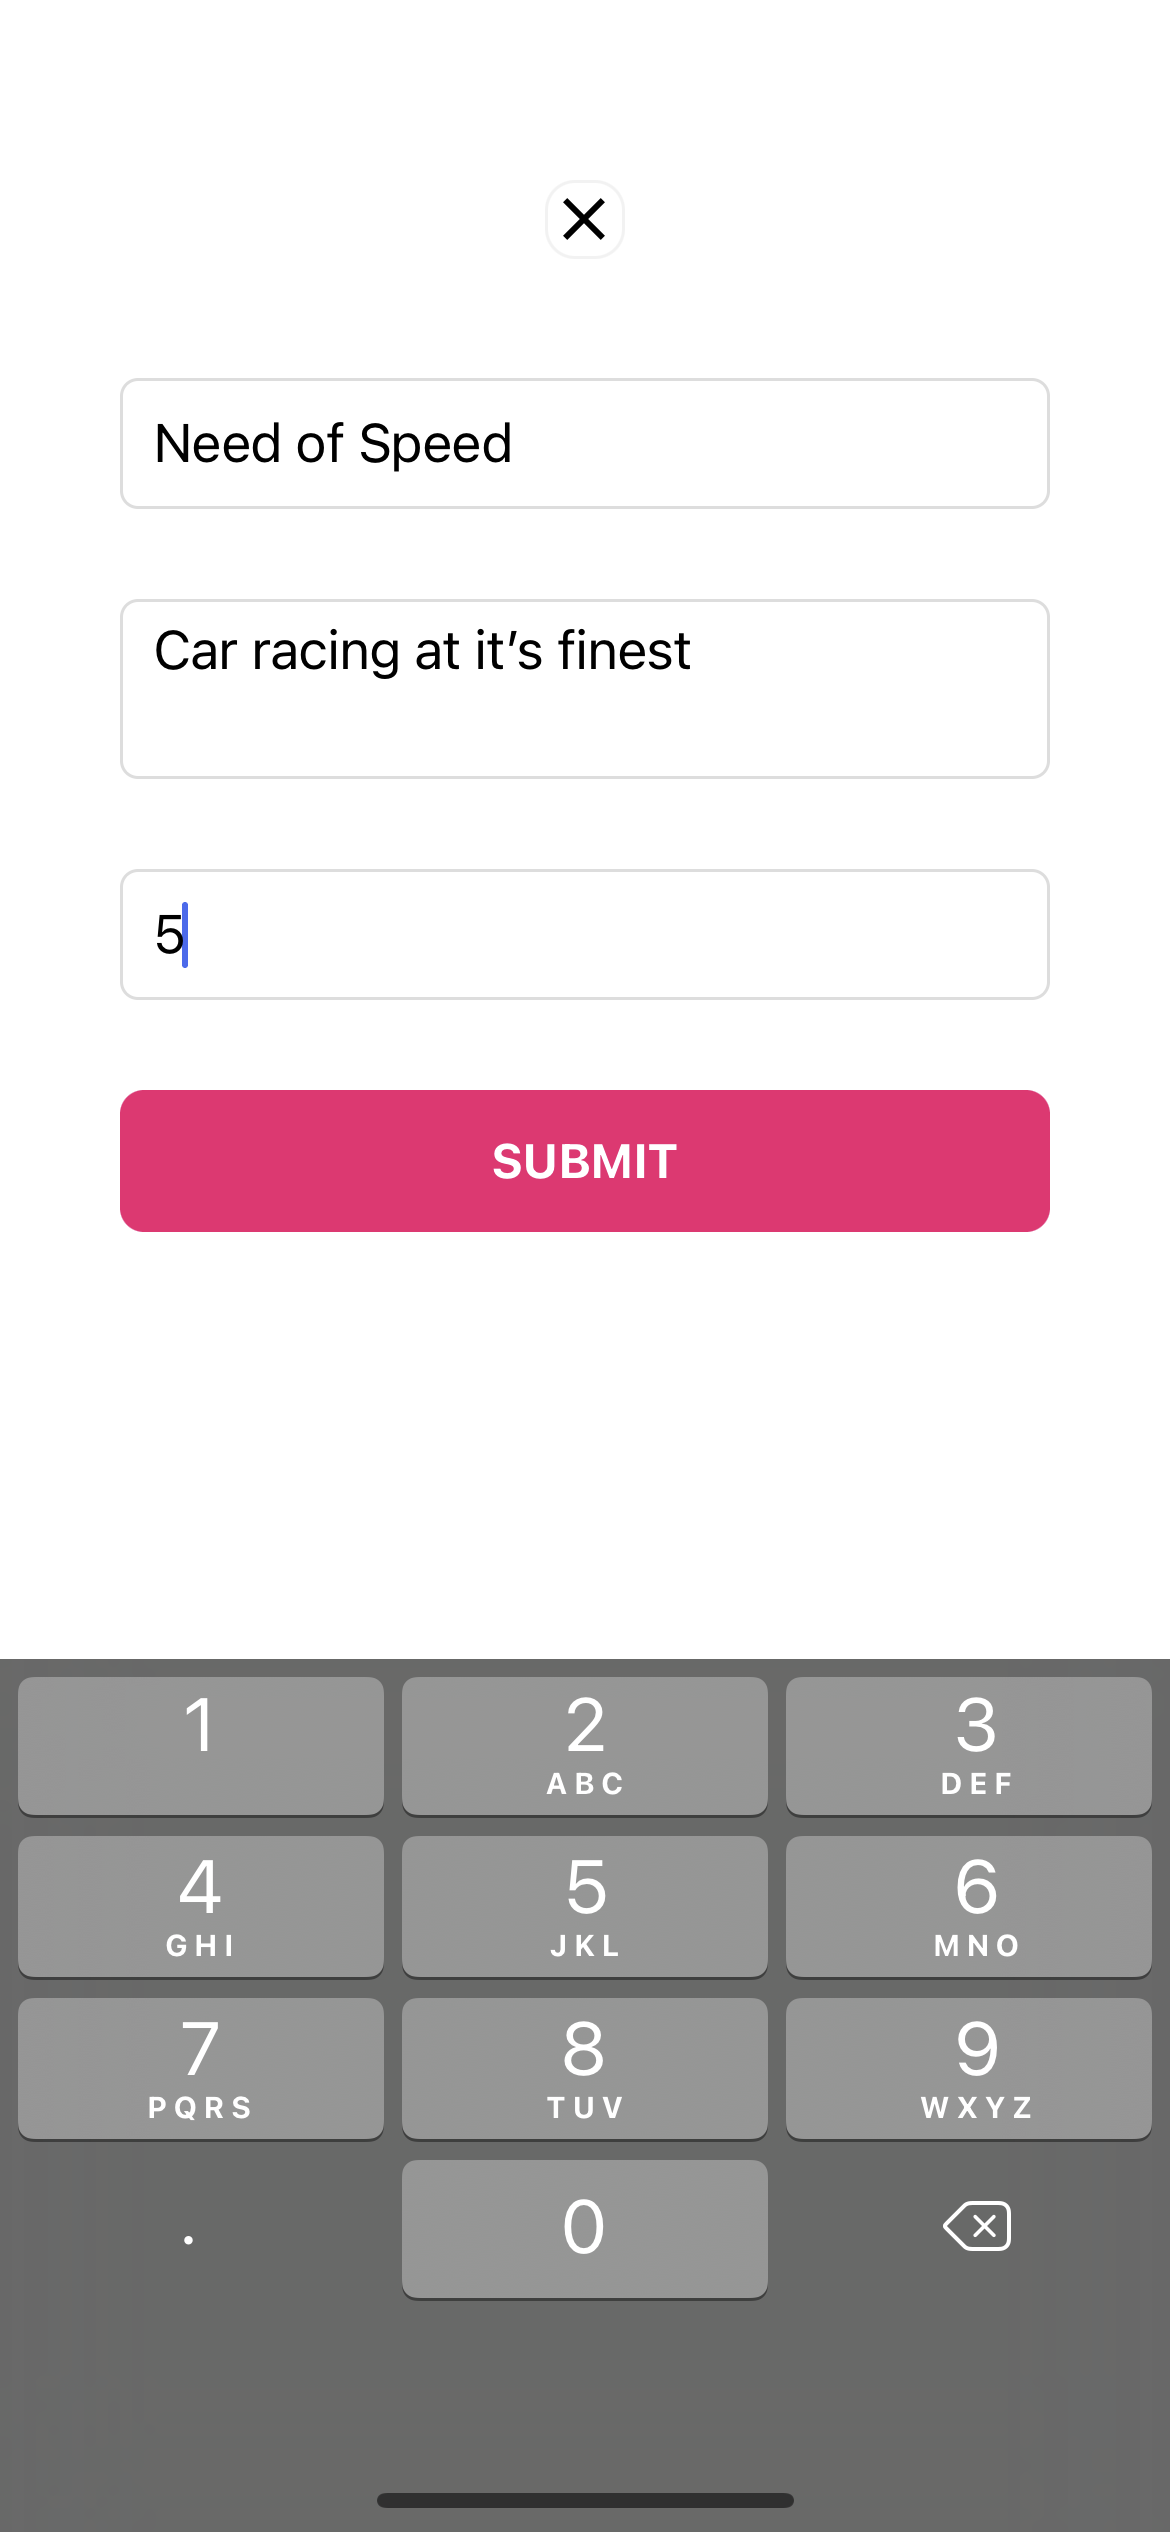 Need of Speed
Car racing at it’s finest
5
SUBMIT
1
2
ABC
3
DEF
4
GHI
5
JKL
6
MNO
7
PQRS
8
TUV
9
WXYZ
.
0